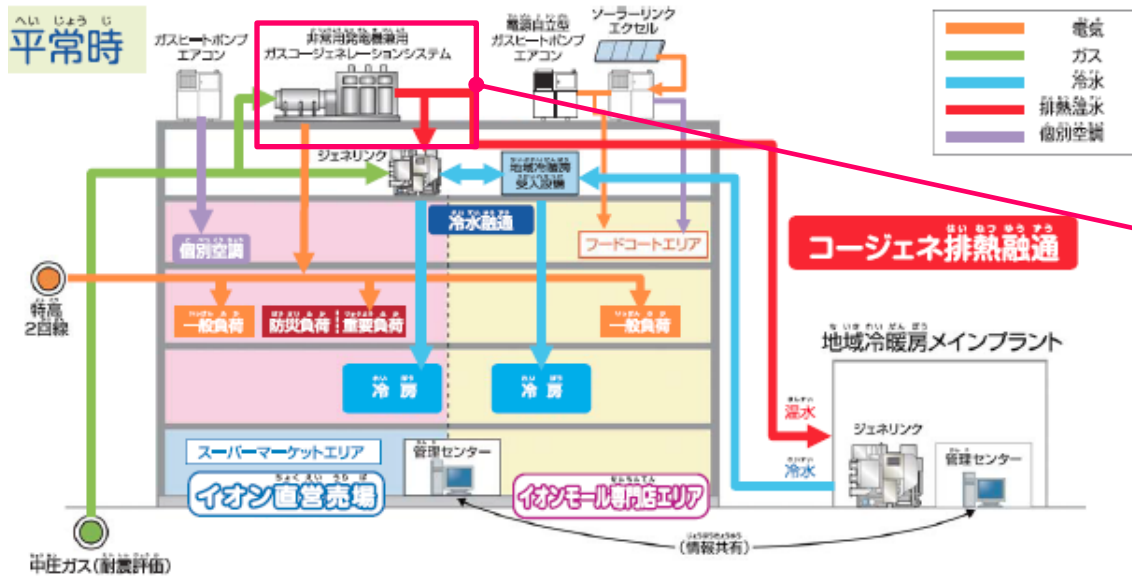 へいじょうじ
平常時
ガスヒートポンプ
エアコン
非常用発電機兼用
ガスコージェネレーションシステム
電源自立型
ガスヒートポンプ
エアコン
ソーラーリンク
エクセル
電気
ガス
冷水
排熱温水
個別空調
ジェネリンク
地域冷暖房
受入設備
冷水融通
個別空調
フードコートエリア
コージェネ排熱融通
特高
2回線
一般負荷
防災負荷
重要負荷
一般負荷
地域冷暖房メインプラント
冷房
冷房
温水
ジェネリンク
スーパーマーケットエリア
管理センター
冷水
管理センター
イオン直営売場
イオンモール専門店エリア
(情報共有)
中圧ガス(耐震評価)